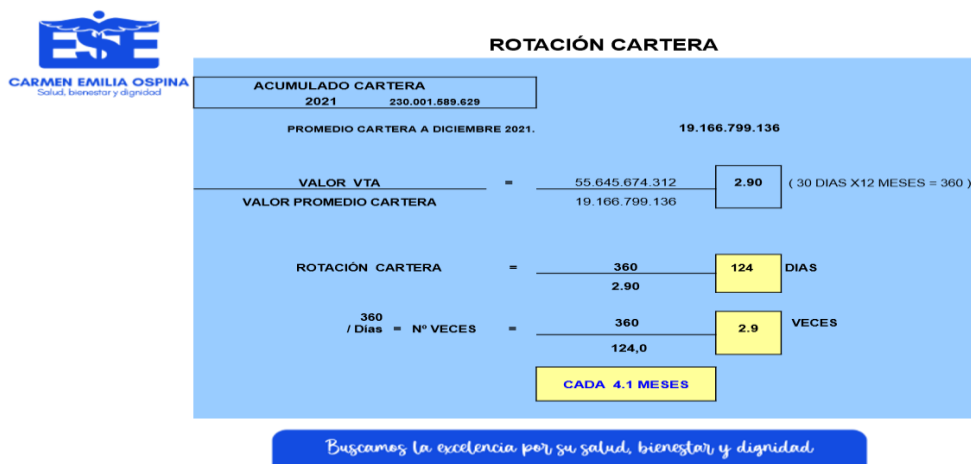 ESE
CARMEN EMILIA OSPINA
Salud, bienestar y dignidad
ROTACIÓN CARTERA
ACUMULADO CARTERA
2021 230.001.589.629
PROMEDIO CARTERA A DICIEMBRE 2021. 19.166.799.136
VALOR VTA = 55.645.674.312 2.90 ( 30 DIAS X12 MESES = 360 )
VALOR PROMEDIO CARTERA 19.166.799.136
ROTACIÓN CARTERA = 360 124 DIAS
2.90
360
/ Días = Nº VECES = 360 2.9 VECES
124,0
CADA 4.1 MESES
Buscamos la excelencia por su salud, bienestar y dignidad